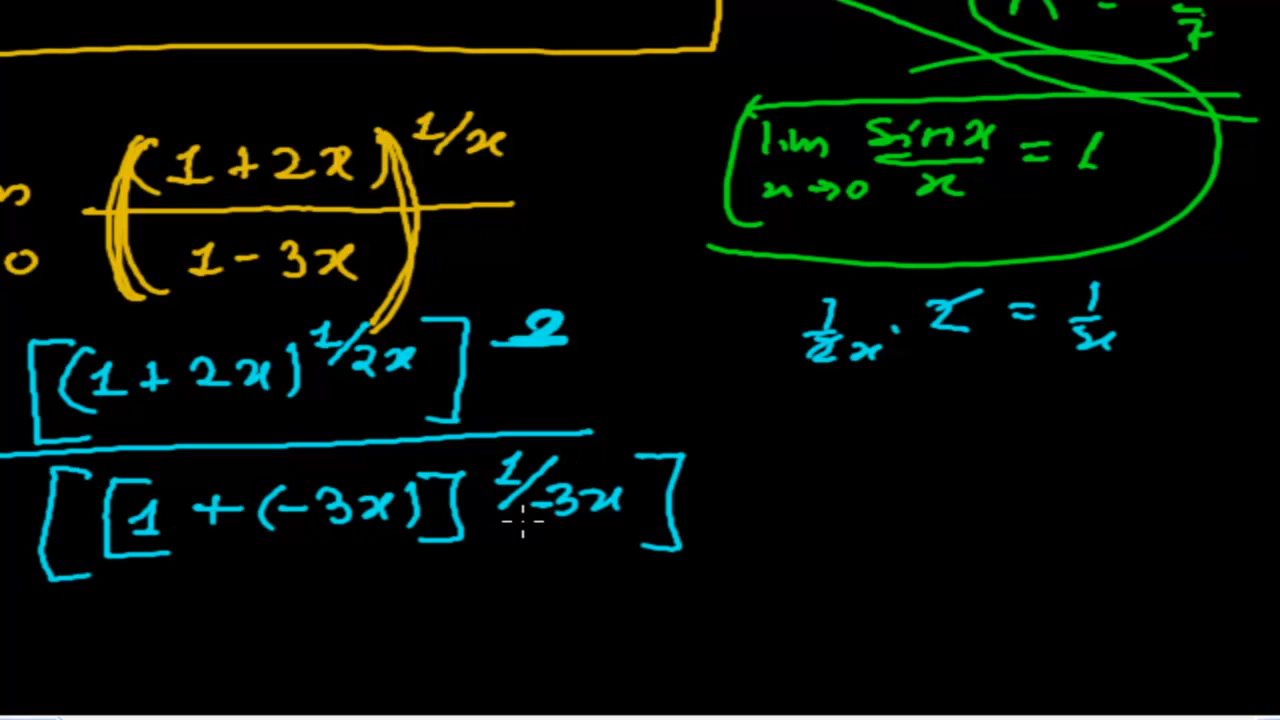 (1+2x)^{1/x}
1-3x
0
lim sinx/x = 1
x→0
1/2x · 2 = 1/x
[(1+2x)^{1/2x}]^2
[[1+(-3x)]^{1/-3x}]